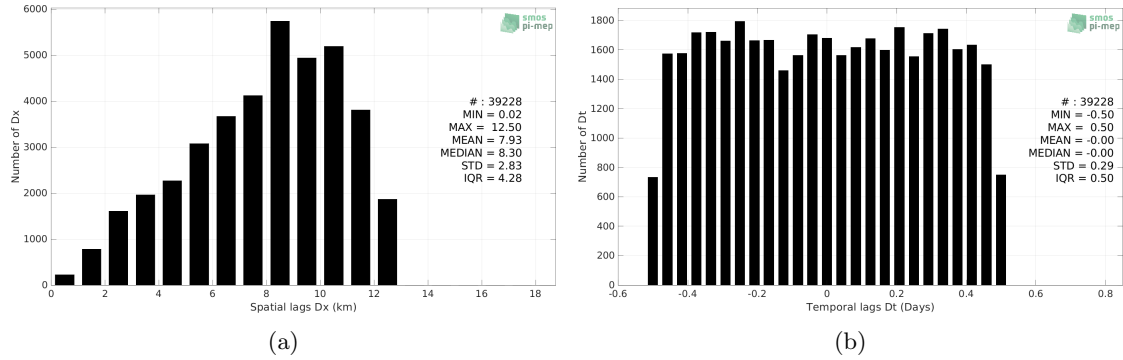 6000
5000
4000
3000
2000
1000
0
Number of Dx
smos
pi-mep
# : 39228
MIN = 0.02
MAX = 12.50
MEAN = 7.93
MEDIAN = 8.30
STD = 2.83
IQR = 4.28
0 2 4 6 8 10 12 14 16 18
Spatial lags Dx (km)
(a)
1800
1600
1400
1200
1000
800
600
400
200
0
Number of Dt
smos
pi-mep
# : 39228
MIN = -0.50
MAX = 0.50
MEAN = -0.00
MEDIAN = -0.00
STD = 0.29
IQR = 0.50
-0.6 -0.4 -0.2 0 0.2 0.4 0.6 0.8
Temporal lags Dt (Days)
(b)